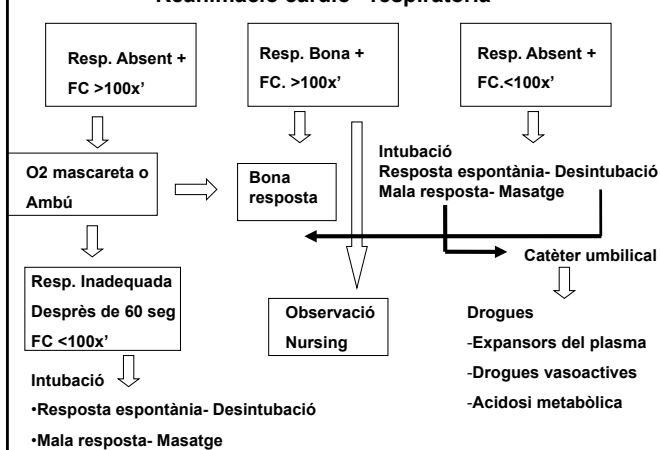 Reanimació cardio- respiratòria
Resp. Absent +
FC >100x’
Resp. Bona +
FC. >100x’
Resp. Absent +
FC.<100x’
O2 mascareta o
Ambú
Bona
resposta
Intubació
Resposta espontània- Desintubació
Mala resposta- Masatge
Catèter umbilical
Resp. Inadequada
Desprès de 60 seg
FC <100x’
Observació
Nursing
Drogues
-Expansors del plasma
-Drogues vasoactives
-Acidosi metabòlica
Intubació
•Resposta espontània- Desintubació
•Mala resposta- Masatge